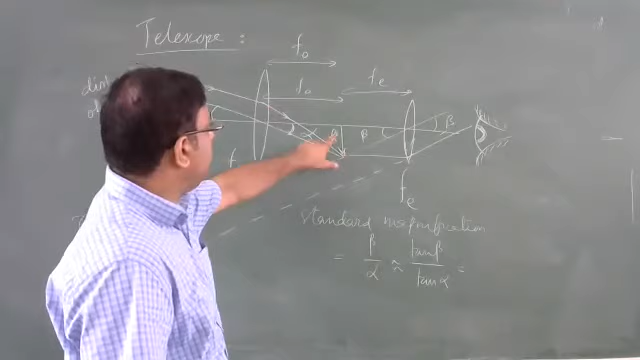 Telescope :
f₀
f₀ fₑ
β β
α
fₑ
standard magnification
= β/α ≈ tanβ/tanα =